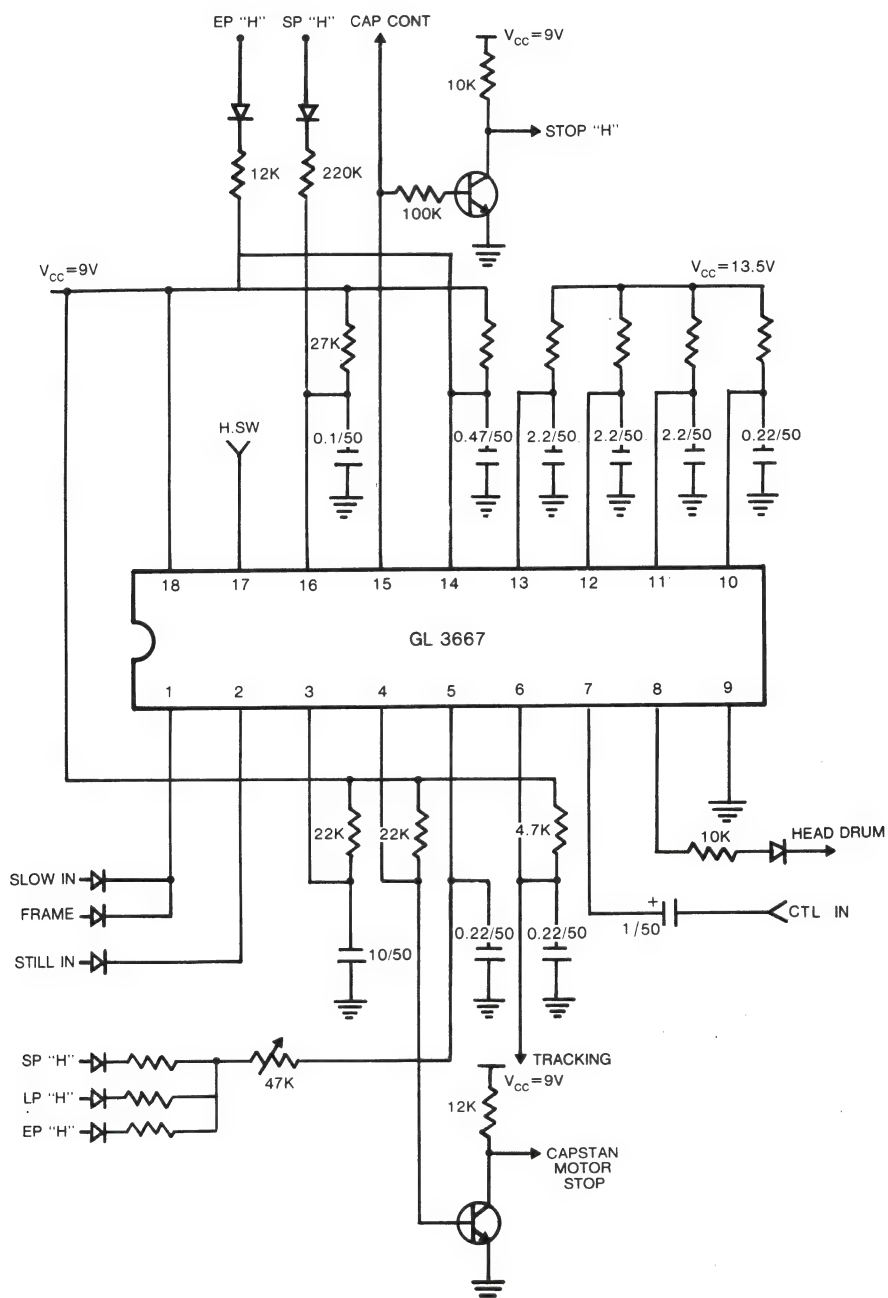 EP "H" SP "H" CAP CONT
VCC=9V
10K
STOP "H"
12K 220K
100K
VCC=9V VCC=13.5V
27K
H.SW
0.1/50 0.47/50 2.2/50 2.2/50 2.2/50 0.22/50
18 17 16 15 14 13 12 11 10
GL 3667
1 2 3 4 5 6 7 8 9
22K 22K 4.7K 10K HEAD DRUM
SLOW IN
FRAME + CTL IN
1/50
STILL IN 10/50 0.22/50 0.22/50
SP "H" TRACKING
47K VCC=9V
LP "H" 12K
EP "H"
CAPSTAN
MOTOR
STOP